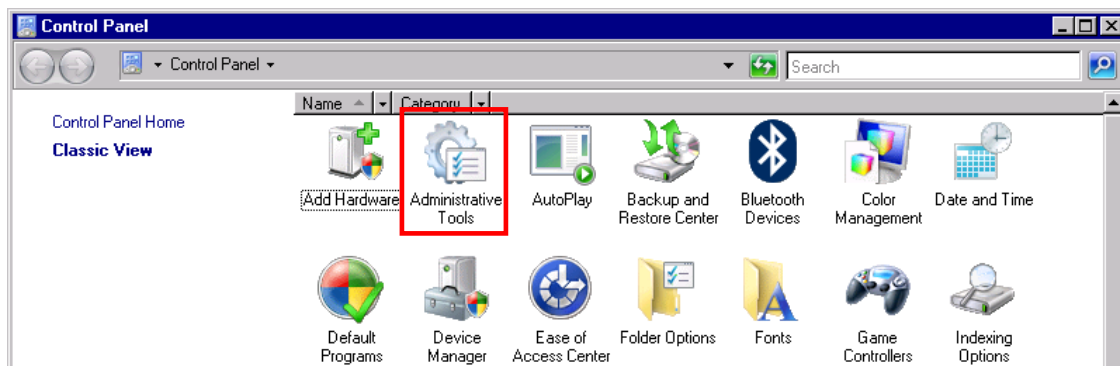 Control Panel
Control Panel
Search
Name Category
Control Panel Home
Classic View
Add Hardware
Administrative
Tools
AutoPlay
Backup and
Restore Center
Bluetooth
Devices
Color
Management
Date and Time
Default
Programs
Device
Manager
Ease of
Access Center
Folder Options
Fonts
Game
Controllers
Indexing
Options